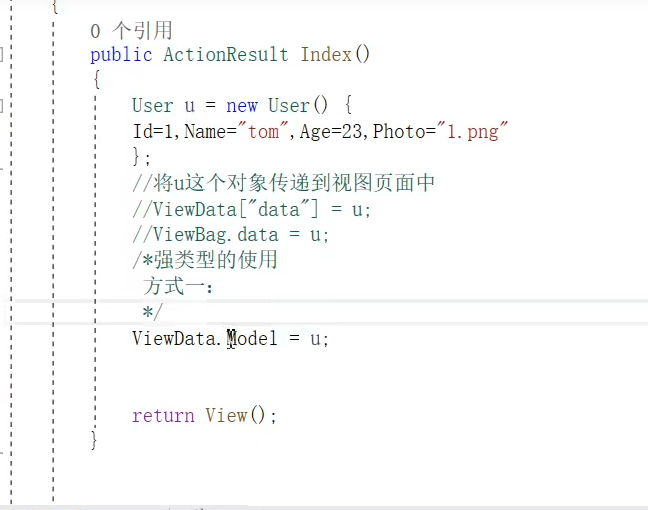 {
0 个引用
public ActionResult Index()
{
User u = new User() {
Id=1,Name="tom",Age=23,Photo="1.png"
};
//将u这个对象传递到视图页面中
//ViewData["data"] = u;
//ViewBag.data = u;
/*强类型的使用
方式一:
*/
ViewData.Model = u;
return View();
}